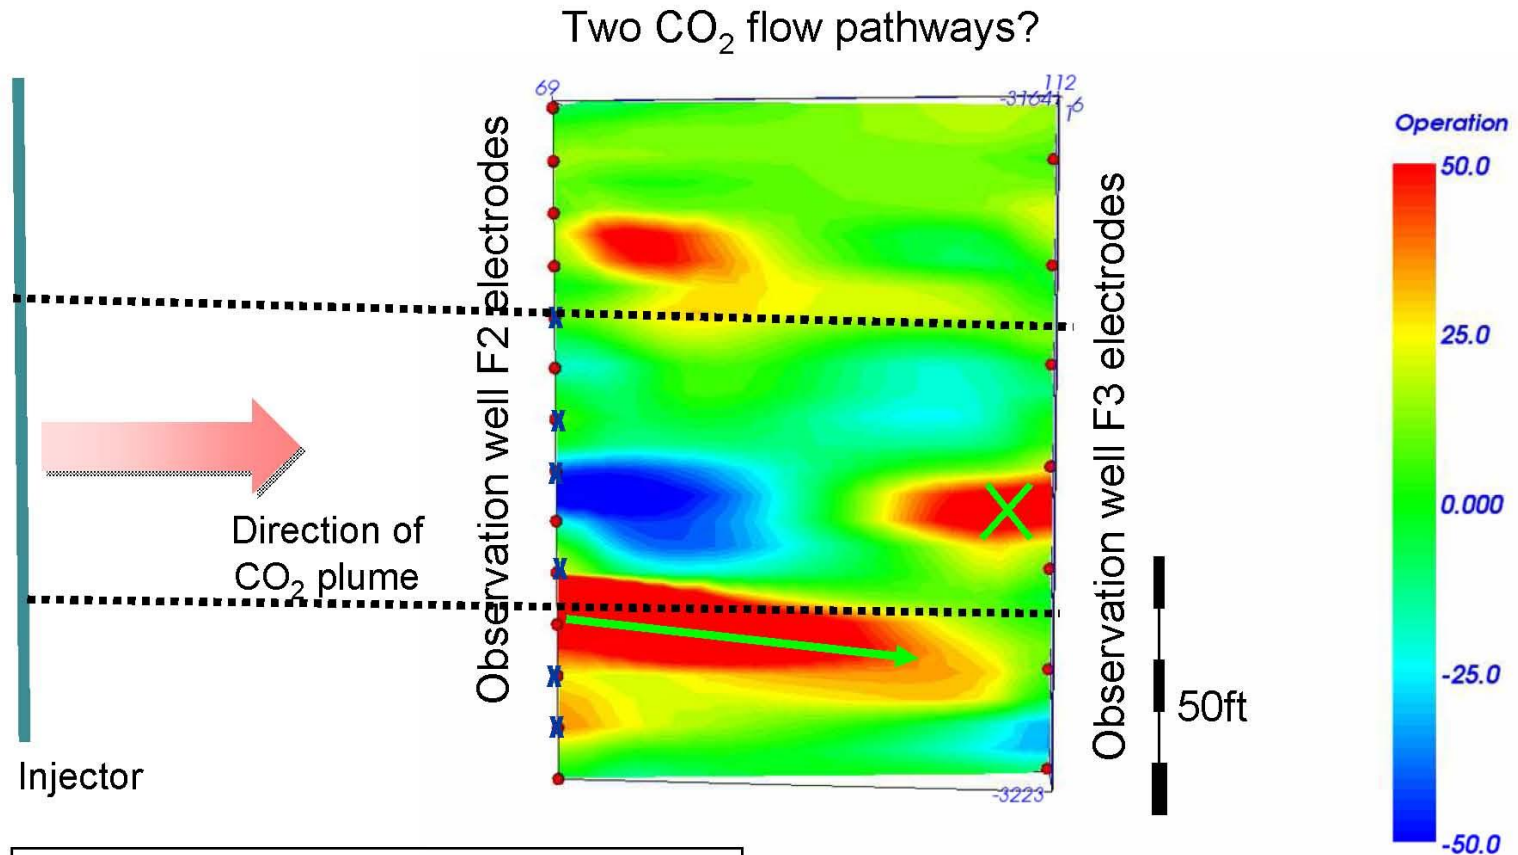 Two CO₂ flow pathways?
69
112
Operation
50.0
25.0
0.000
-25.0
-50.0
Observation well F2 electrodes
Observation well F3 electrodes
Direction of
CO₂ plume
Injector
50ft
-3223